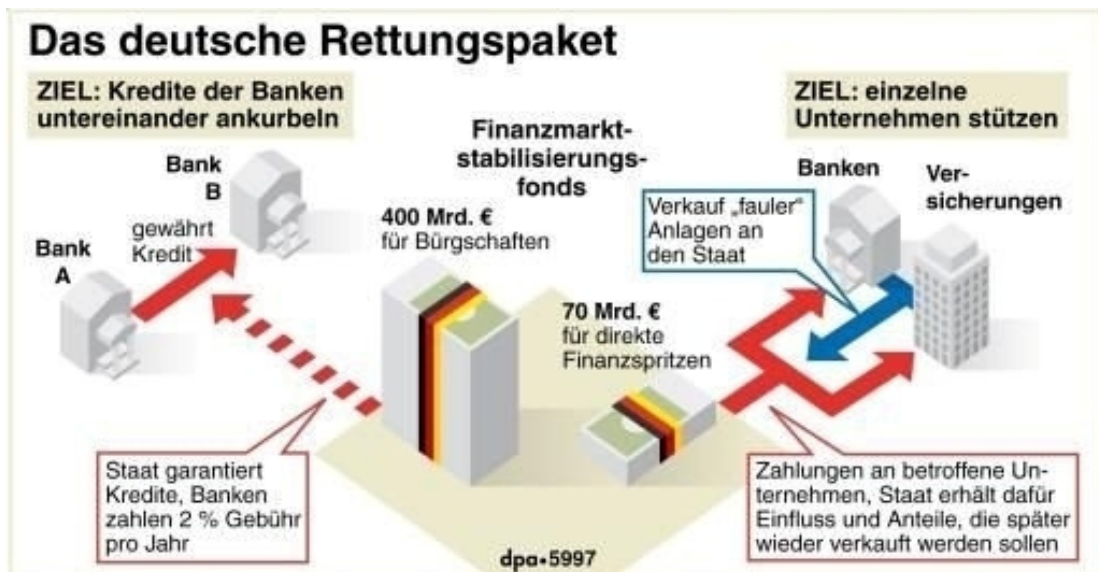 Das deutsche Rettungspaket
ZIEL: Kredite der Banken
untereinander ankurbeln
ZIEL: einzelne
Unternehmen stützen
Finanzmarkt-
stabilisierungs-
fonds
Bank
B
Bank
A
gewährt
Kredit
400 Mrd. €
für Bürgschaften
70 Mrd. €
für direkte
Finanzspritzen
Banken
Ver-
sicherungen
Verkauf „fauler“
Anlagen an
den Staat
Staat garantiert
Kredite, Banken
zahlen 2 % Gebühr
pro Jahr
Zahlungen an betroffene Un-
ternehmen, Staat erhält dafür
Einfluss und Anteile, die später
wieder verkauft werden sollen
dpa•5997